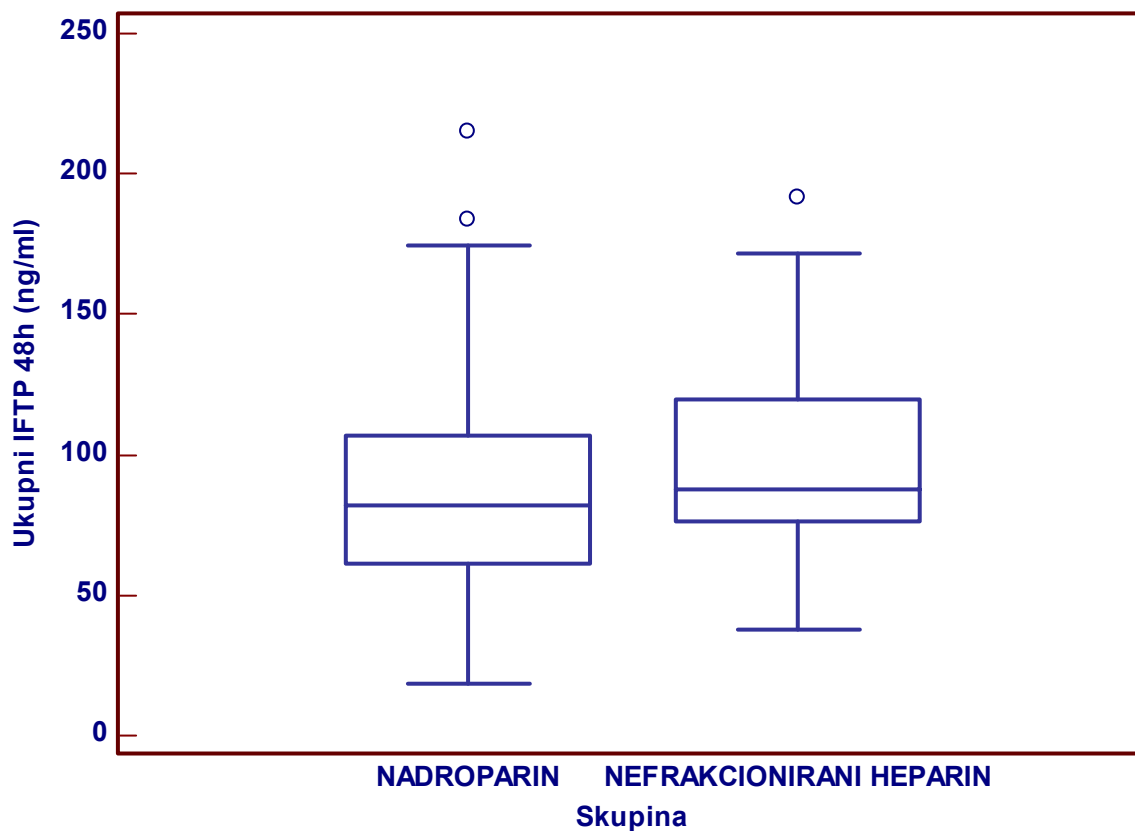 Ukupni IFTP 48h (ng/ml)
250
200
150
100
50
0
NADROPARIN NEFRAKCIONIRANI HEPARIN
Skupina